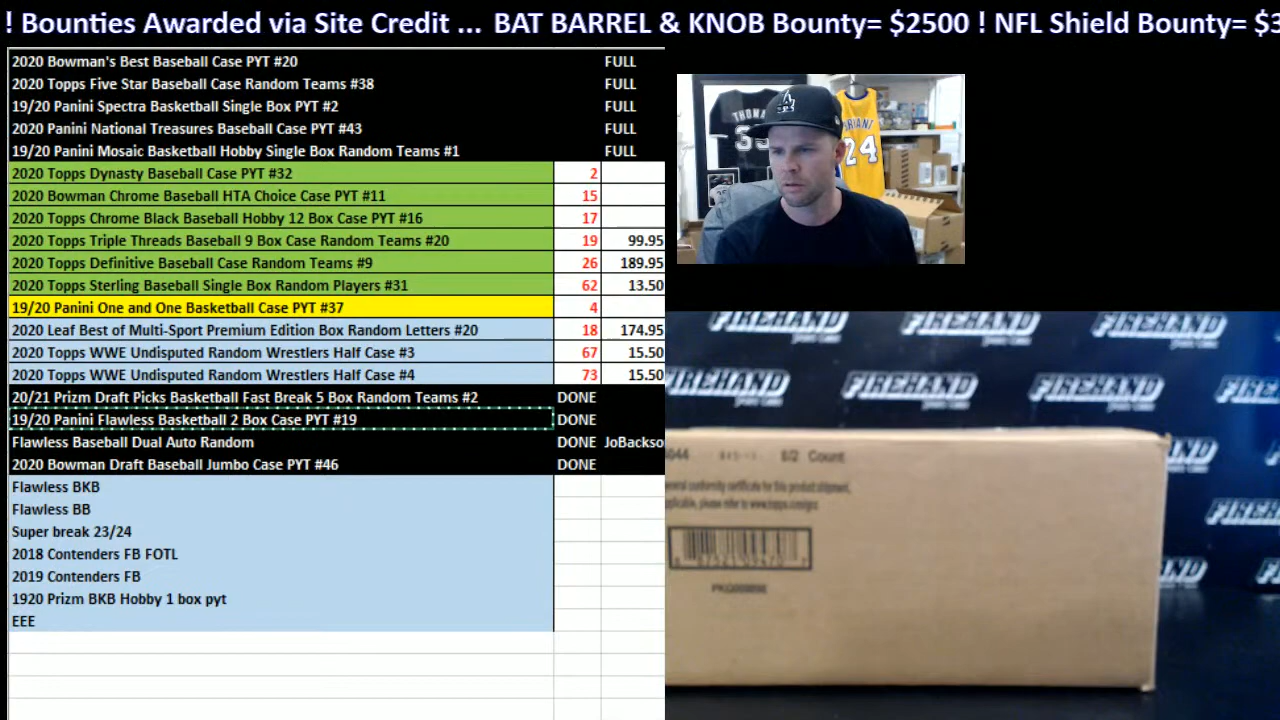 ! Bounties Awarded via Site Credit ... BAT BARREL & KNOB Bounty= $2500 ! NFL Shield Bounty= $3
2020 Bowman's Best Baseball Case PYT #20 FULL
2020 Topps Five Star Baseball Case Random Teams #38 FULL
19/20 Panini Spectra Basketball Single Box PYT #2 FULL
2020 Panini National Treasures Baseball Case PYT #43 FULL
19/20 Panini Mosaic Basketball Hobby Single Box Random Teams #1 FULL
2020 Topps Dynasty Baseball Case PYT #32 2
2020 Bowman Chrome Baseball HTA Choice Case PYT #11 15
2020 Topps Chrome Black Baseball Hobby 12 Box Case PYT #16 17
2020 Topps Triple Threads Baseball 9 Box Case Random Teams #20 19 99.95
2020 Topps Definitive Baseball Case Random Teams #9 26 189.95
2020 Topps Sterling Baseball Single Box Random Players #31 62 13.50
19/20 Panini One and One Basketball Case PYT #37 4
2020 Leaf Best of Multi-Sport Premium Edition Box Random Letters #20 18 174.95
2020 Topps WWE Undisputed Random Wrestlers Half Case #3 67 15.50
2020 Topps WWE Undisputed Random Wrestlers Half Case #4 73 15.50
20/21 Prizm Draft Picks Basketball Fast Break 5 Box Random Teams #2 DONE
19/20 Panini Flawless Basketball 2 Box Case PYT #19 DONE
Flawless Baseball Dual Auto Random DONE JoBackso
2020 Bowman Draft Baseball Jumbo Case PYT #46 DONE
Flawless BKB
Flawless BB
Super break 23/24
2018 Contenders FB FOTL
2019 Contenders FB
1920 Prizm BKB Hobby 1 box pyt
EEE
THOMA
35
RYANT
24
FIREHAND FIREHAND FIREHAND
FIREHAND FIREHAND
Count